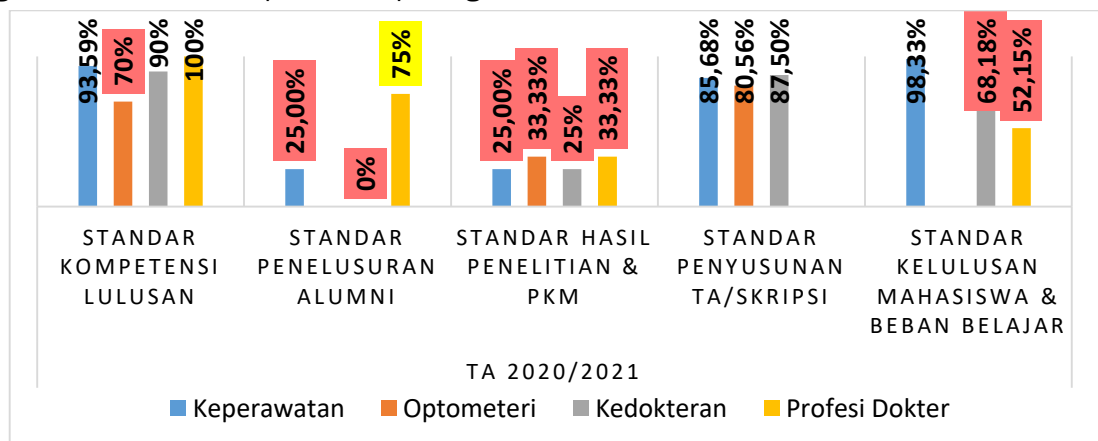 93,59%
70%
90%
100%
25,00%
0%
75%
25,00%
33,33%
25%
33,33%
85,68%
80,56%
87,50%
98,33%
68,18%
52,15%
STANDAR KOMPETENSI LULUSAN
STANDAR PENELUSURAN ALUMNI
STANDAR HASIL PENELITIAN & PKM
STANDAR PENYUSUNAN TA/SKRIPSI
STANDAR KELULUSAN MAHASISWA & BEBAN BELAJAR
TA 2020/2021
Keperawatan Optometeri Kedokteran Profesi Dokter